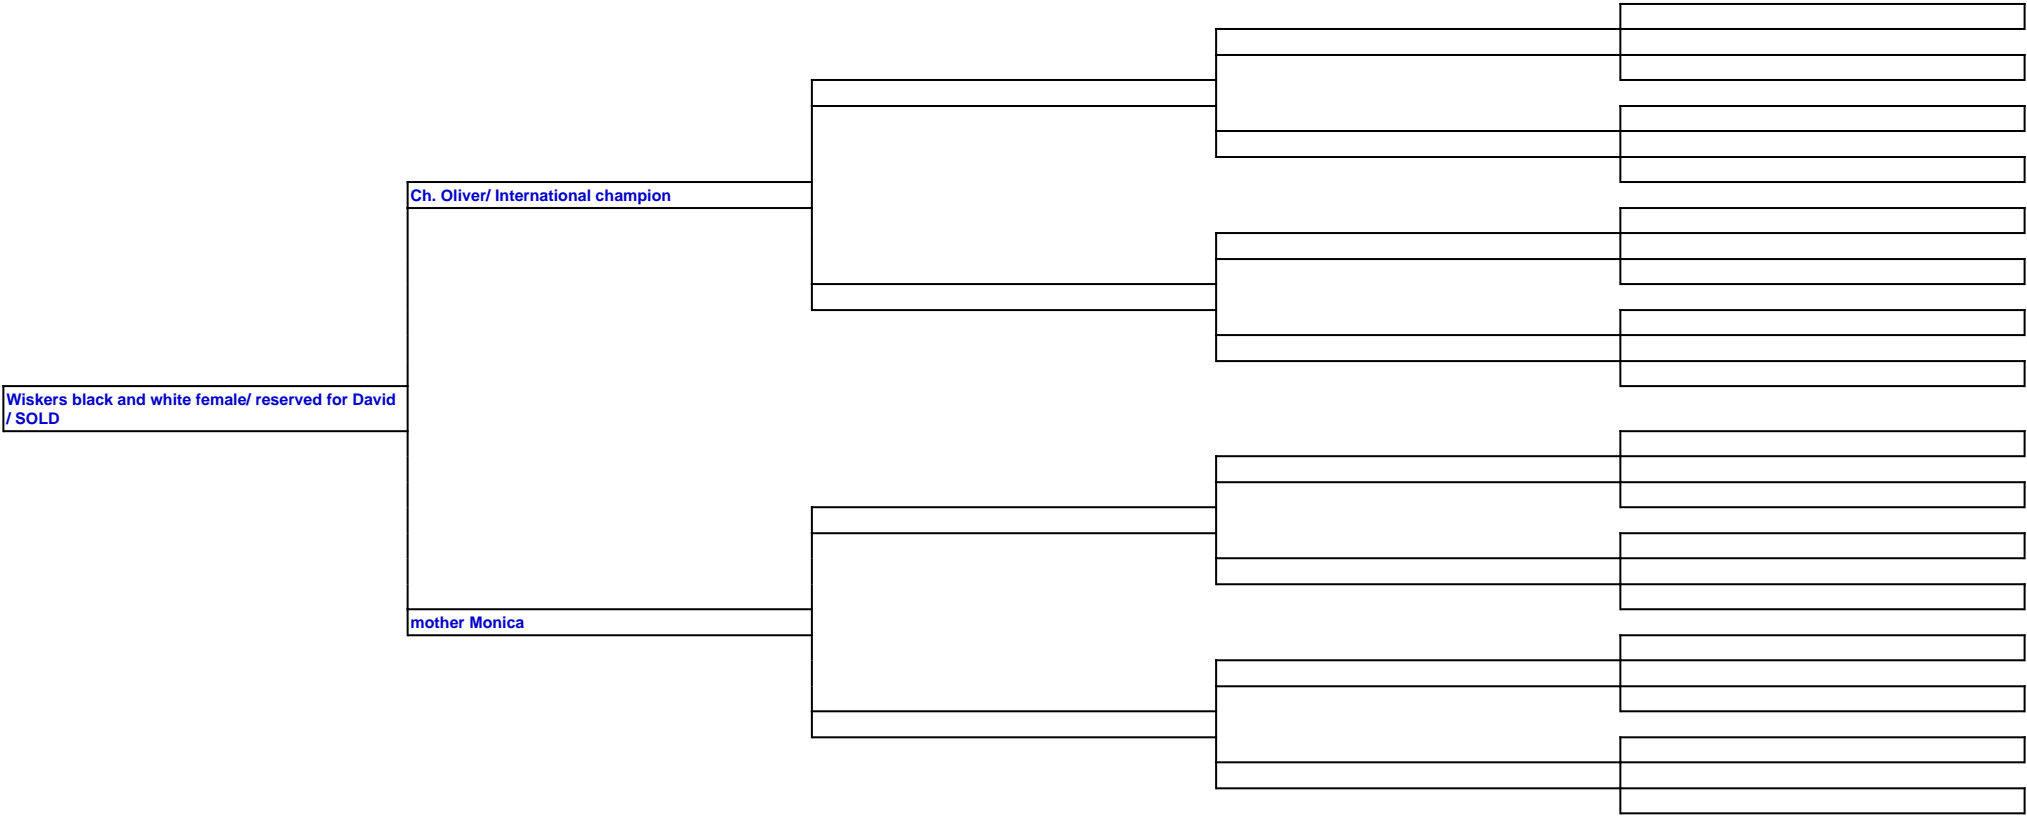 Ch. Oliver/ International champion
Wiskers black and white female/ reserved for David
/ SOLD
mother Monica